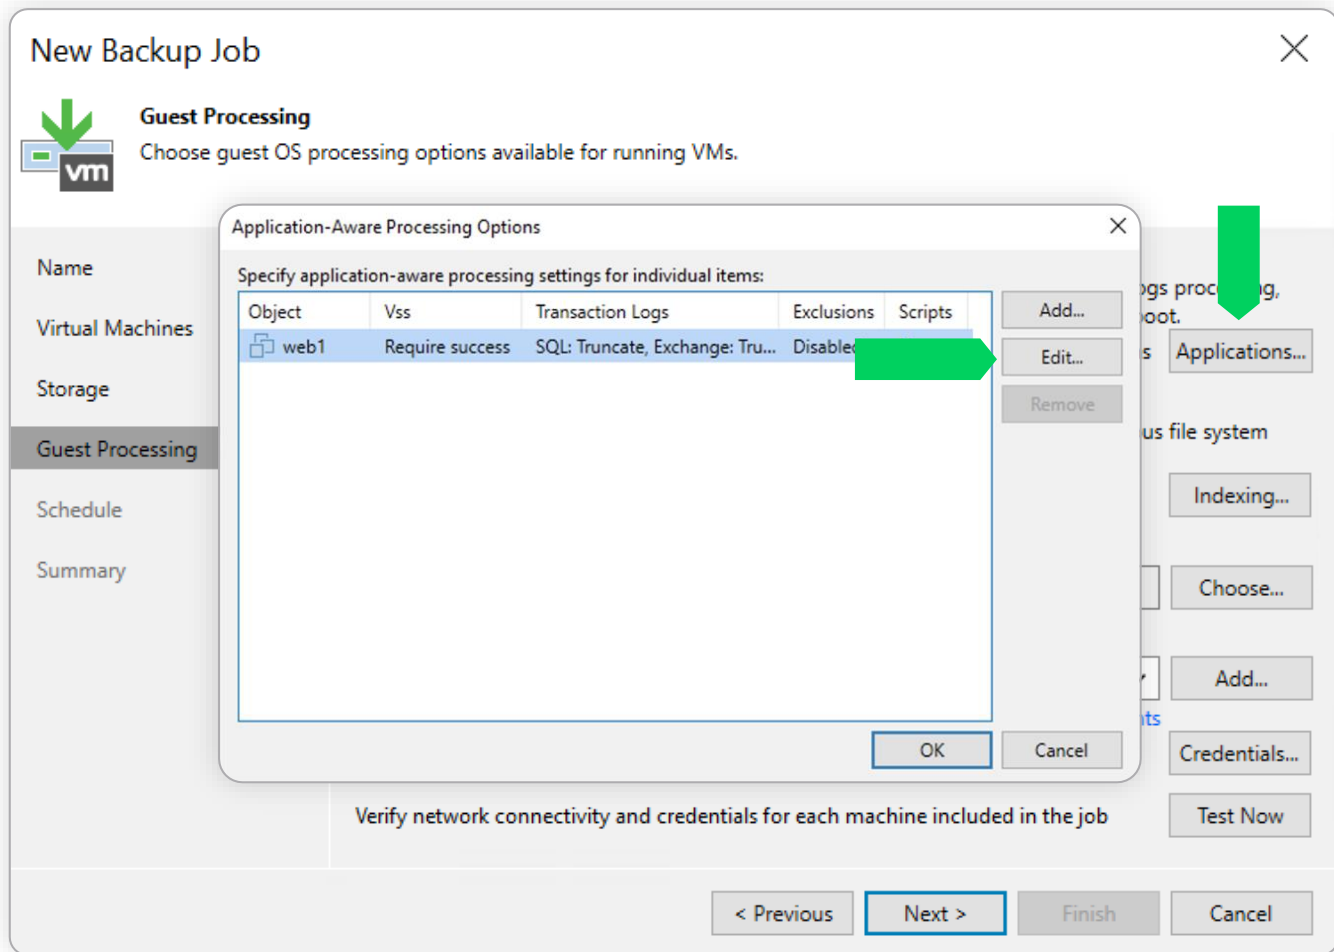 New Backup Job
vm
Guest Processing
Choose guest OS processing options available for running VMs.
Name
Virtual Machines
Storage
Guest Processing
Schedule
Summary
Application-Aware Processing Options
Specify application-aware processing settings for individual items:
Object Vss Transaction Logs Exclusions Scripts
web1 Require success SQL: Truncate, Exchange: Tru...
Add...
Edit...
Remove
OK Cancel
Applications...
us file system
Indexing...
Choose...
Add...
Credentials...
Verify network connectivity and credentials for each machine included in the job Test Now
< Previous Next > Finish Cancel